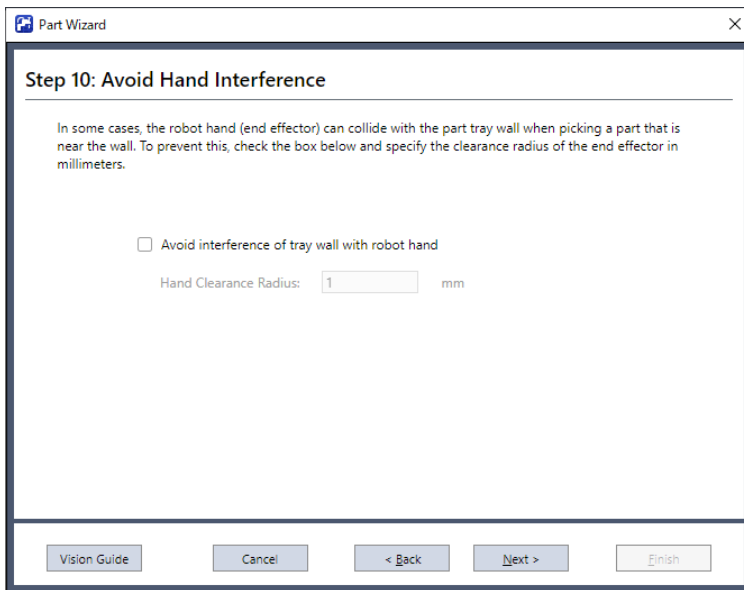 Part Wizard
Step 10: Avoid Hand Interference
In some cases, the robot hand (end effector) can collide with the part tray wall when picking a part that is
near the wall. To prevent this, check the box below and specify the clearance radius of the end effector in
millimeters.
Avoid interference of tray wall with robot hand
Hand Clearance Radius: 1 mm
Vision Guide Cancel < Back Next > Finish